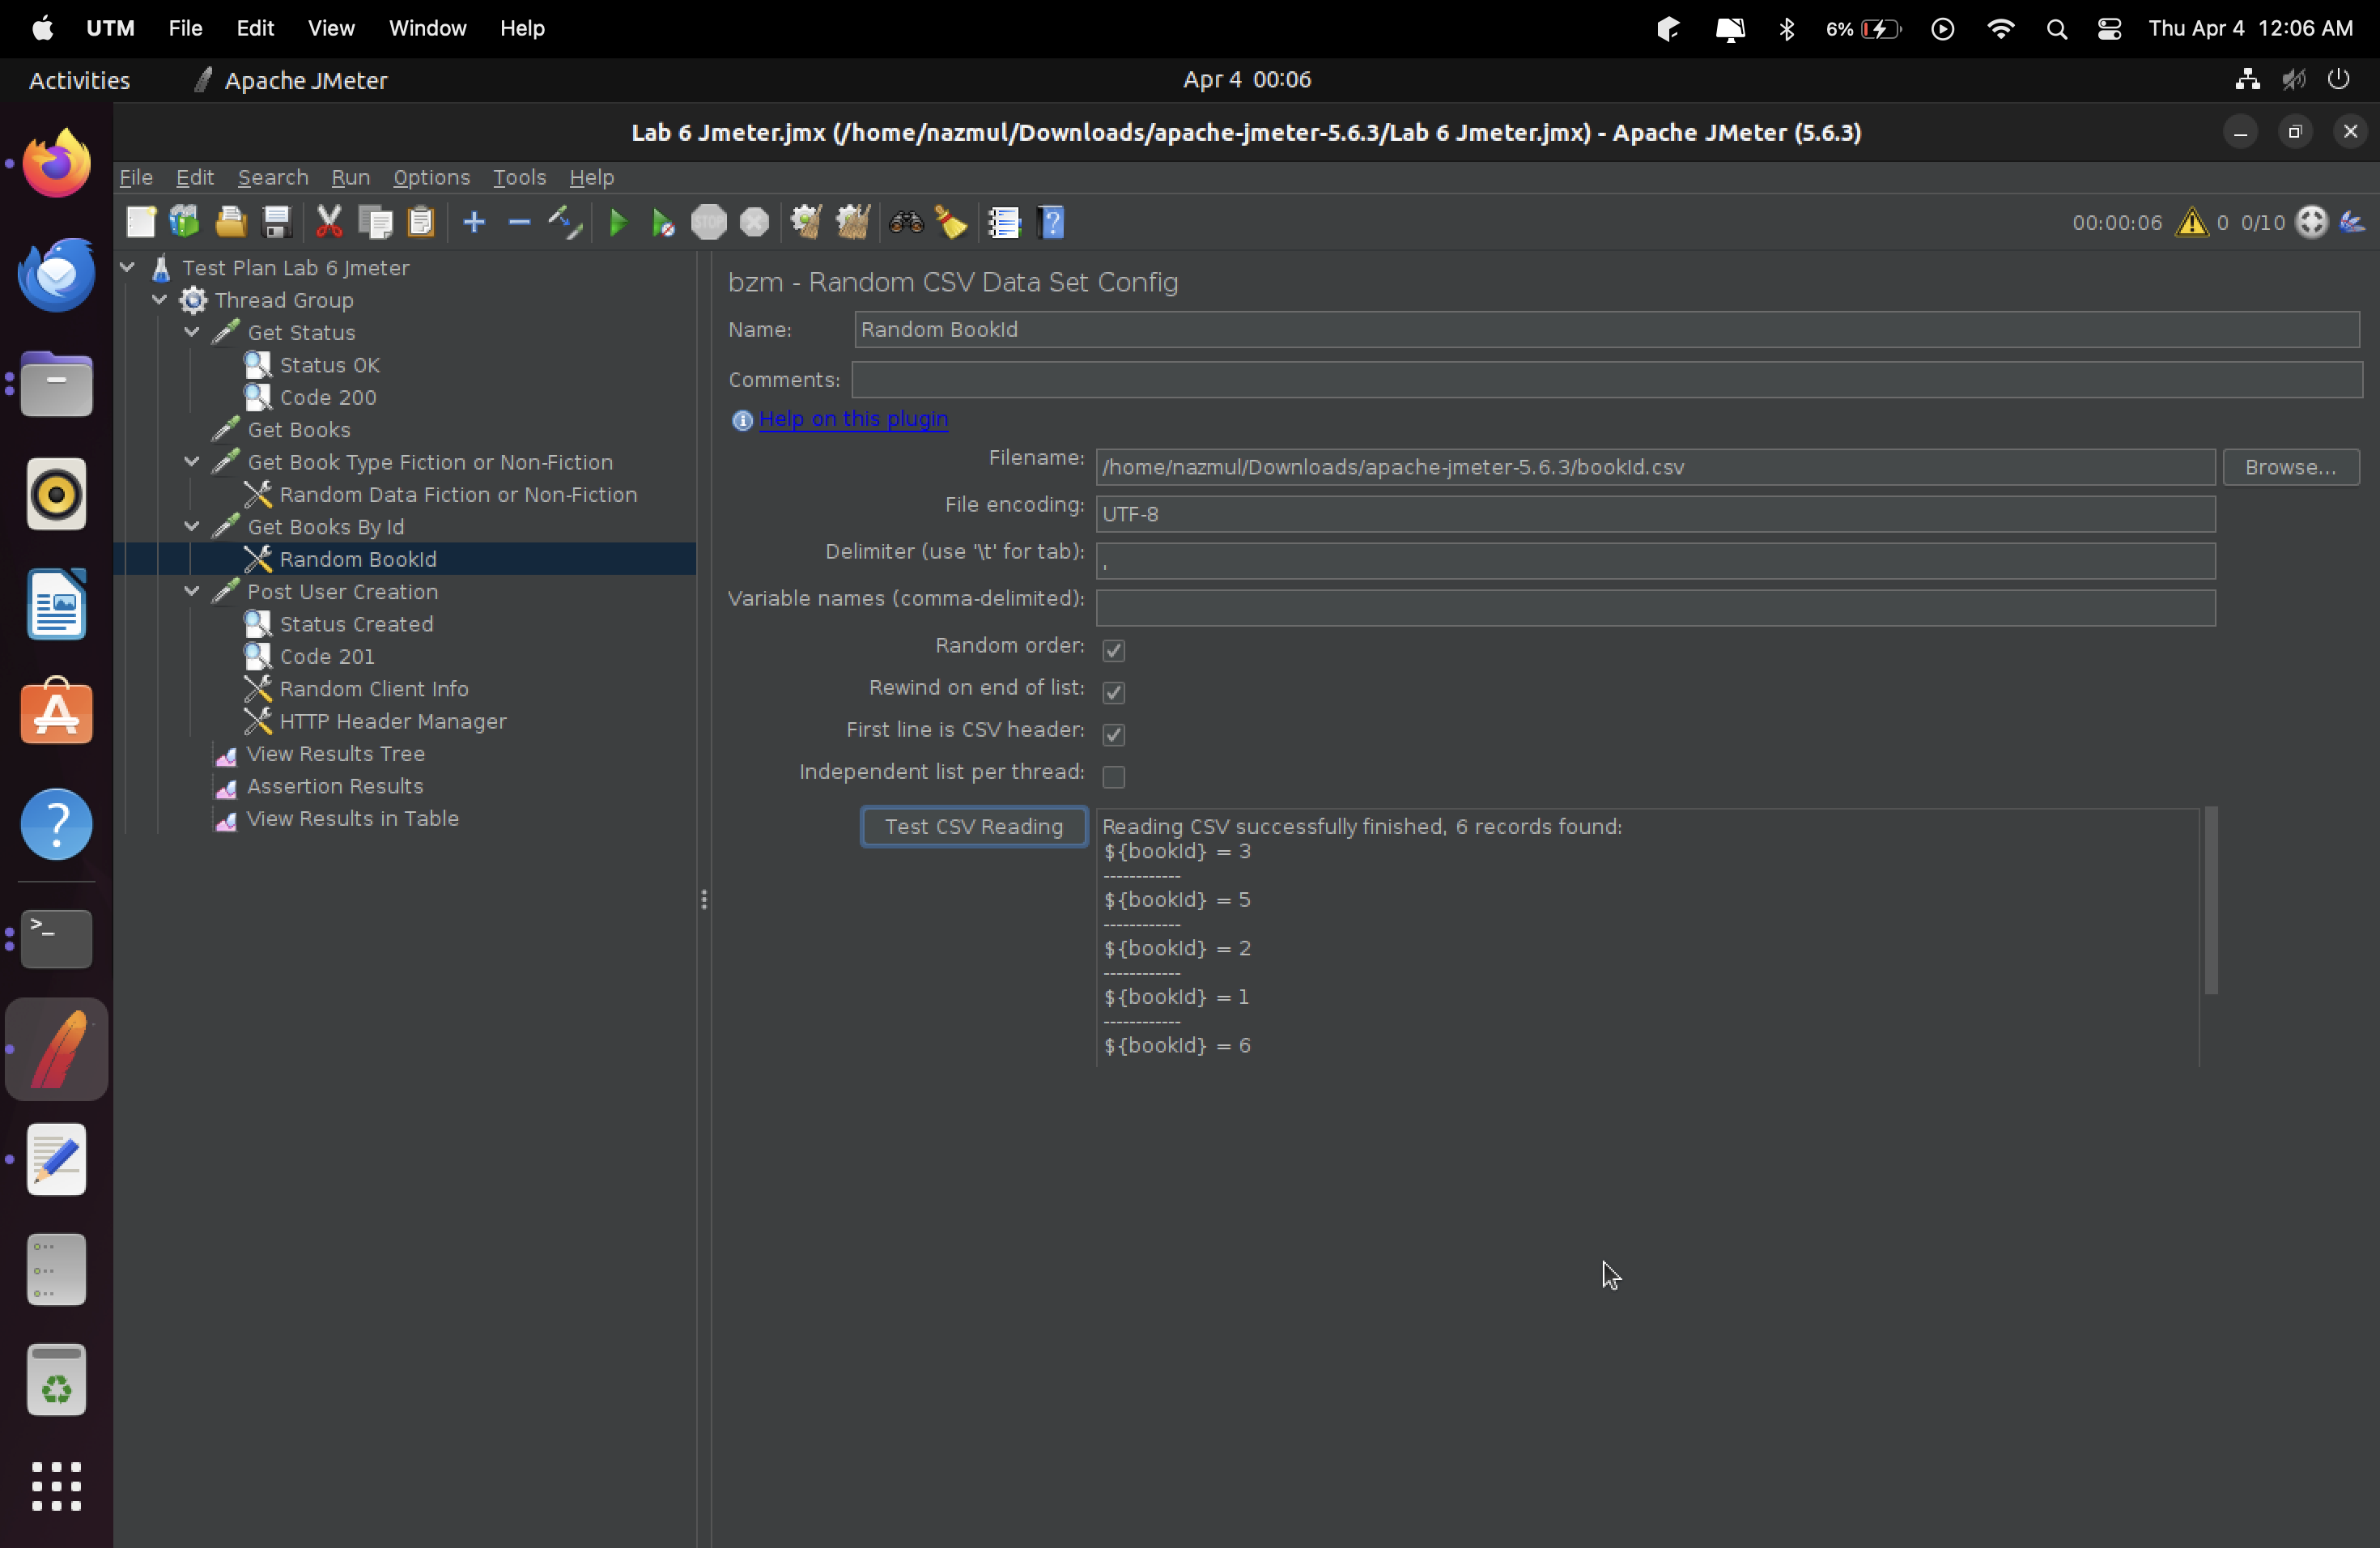 UTM File Edit View Window Help 6% Thu Apr 4 12:06 AM
Activities Apache JMeter Apr 4 00:06
Lab 6 Jmeter.jmx (/home/nazmul/Downloads/apache-jmeter-5.6.3/Lab 6 Jmeter.jmx) - Apache JMeter (5.6.3)
File Edit Search Run Options Tools Help
STOP 00:00:06 0 0/10
Test Plan Lab 6 Jmeter
Thread Group
Get Status
Status OK
Code 200
Get Books
Get Book Type Fiction or Non-Fiction
Random Data Fiction or Non-Fiction
Get Books By Id
Random BookId
Post User Creation
Status Created
Code 201
Random Client Info
HTTP Header Manager
View Results Tree
Assertion Results
View Results in Table
bzm - Random CSV Data Set Config
Name: Random BookId
Comments:
Help on this plugin
Filename: /home/nazmul/Downloads/apache-jmeter-5.6.3/bookId.csv Browse...
File encoding: UTF-8
Delimiter (use '\t' for tab): ,
Variable names (comma-delimited):
Random order:
Rewind on end of list:
First line is CSV header:
Independent list per thread:
Test CSV Reading Reading CSV successfully finished, 6 records found:
${bookId} = 3
------------
${bookId} = 5
------------
${bookId} = 2
------------
${bookId} = 1
------------
${bookId} = 6